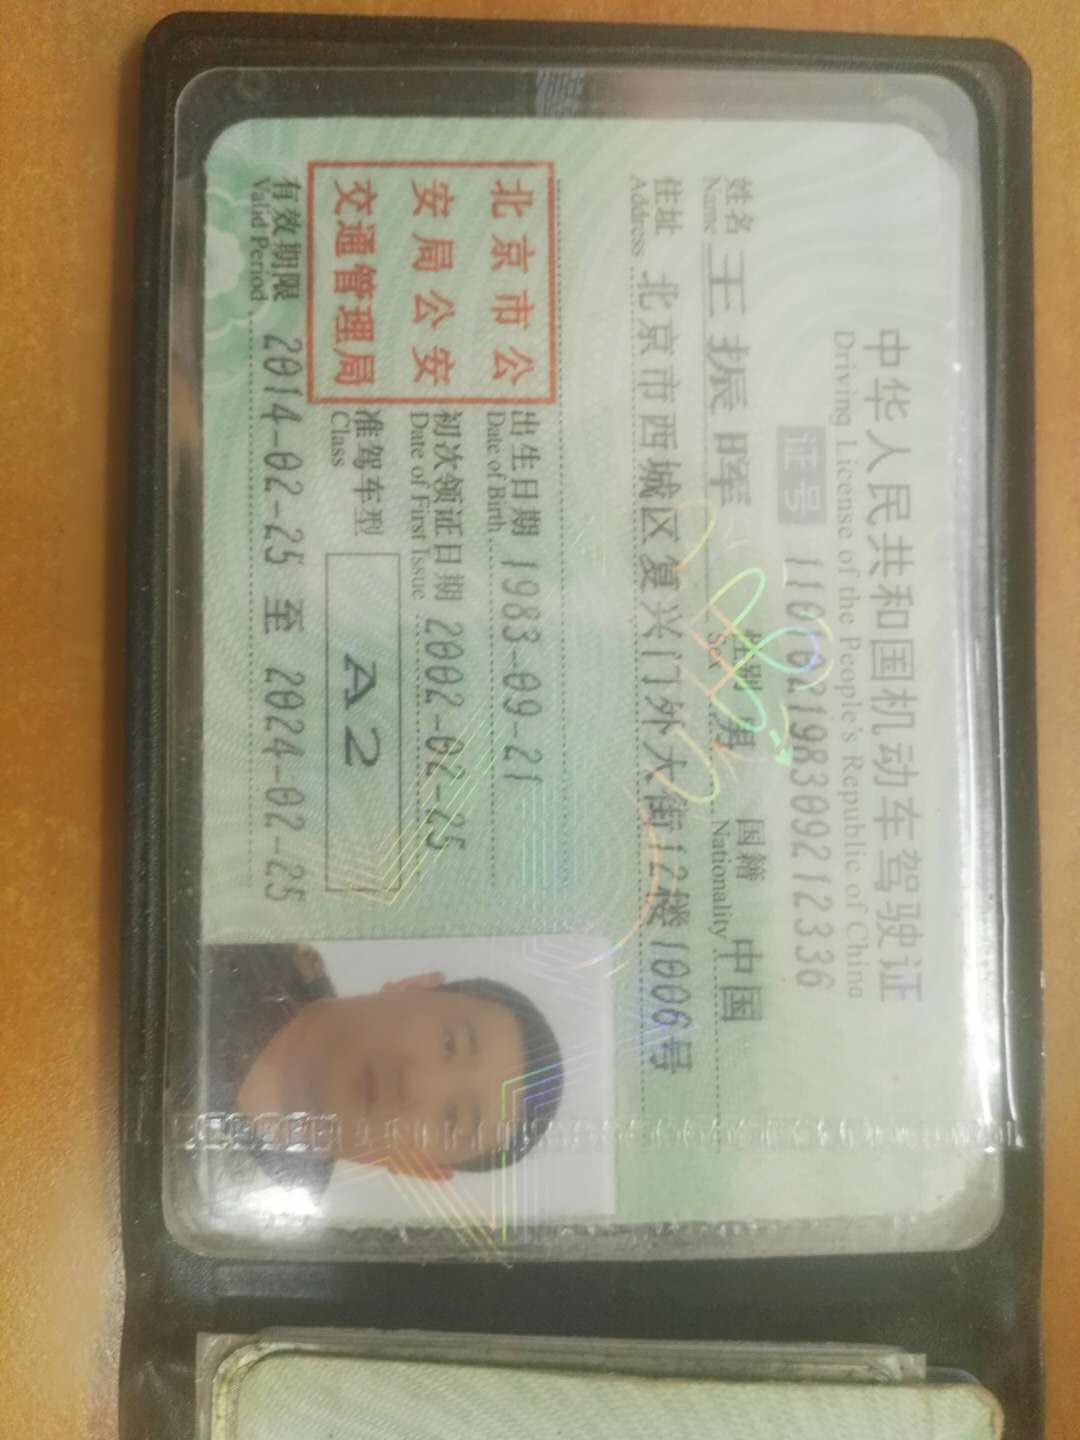 中华人民共和国机动车驾驶证
Driving License of the People's Republic of China
证号 110102198309212336
姓名 王振晖 性别 男 国籍 中国
Name Sex Nationality
住址 北京市西城区复兴门外大街12楼1006号
Address
北京市公
安局公安
交通管理局
出生日期 1983-09-21
Date of Birth
初次领证日期 2002-02-25
Date of First Issue
准驾车型 A2
Class
有效期限 2014-02-25 至 2024-02-25
Valid Period